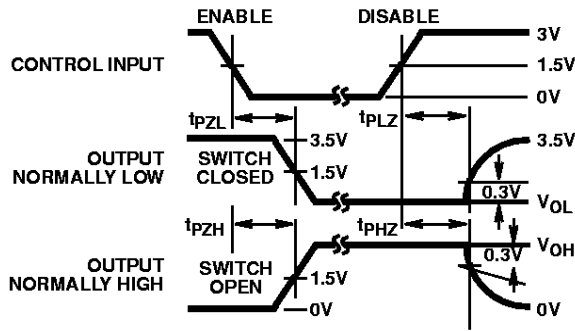 ENABLE DISABLE
3V
CONTROL INPUT 1.5V
0V
tPZL tPLZ
3.5V 3.5V
OUTPUT SWITCH
NORMALLY LOW CLOSED 1.5V 0.3V
VOL
tPZH tPHZ
VOH
OUTPUT SWITCH 0.3V
NORMALLY HIGH OPEN 1.5V
0V 0V